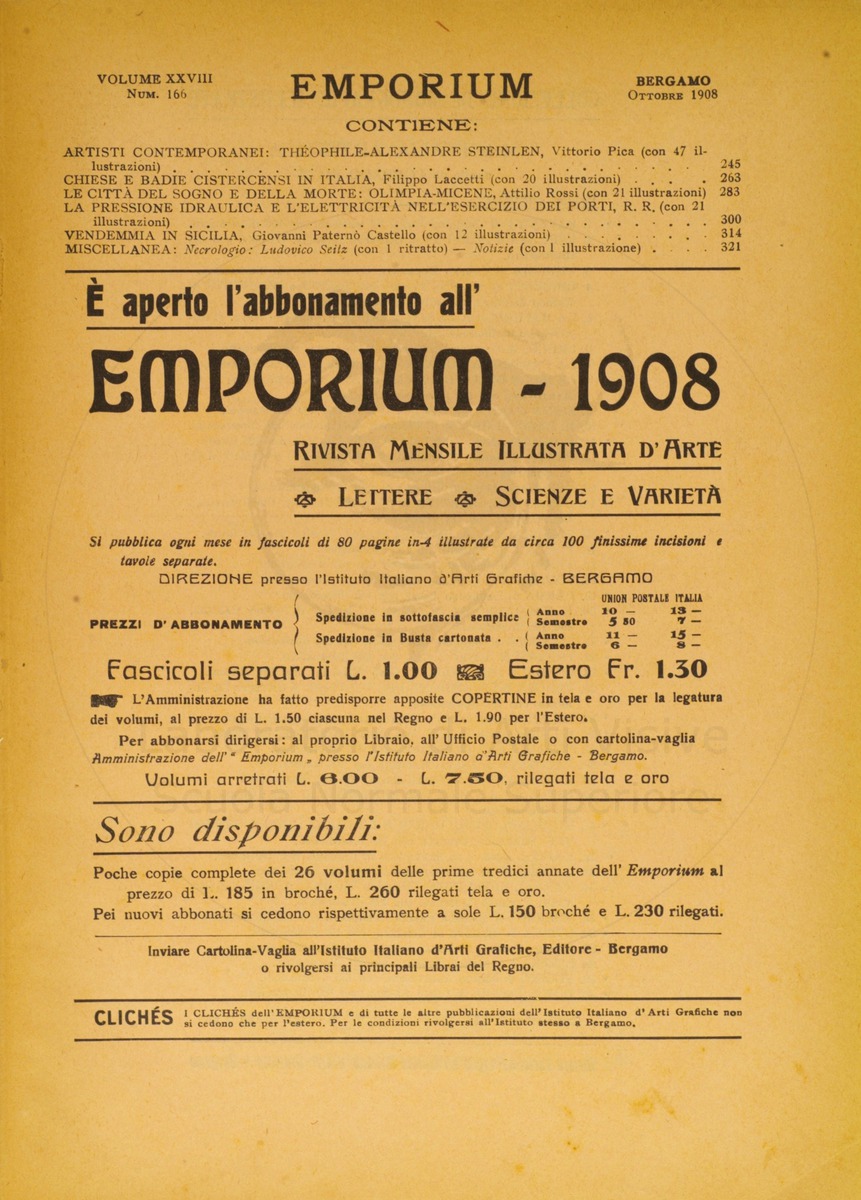 VOLUME XXVIII
NUM. 166
EMPORIUM
BERGAMO
OTTOBRE 1908
CONTIENE:
ARTISTI CONTEMPORANEI: THÉOPHILE-ALEXANDRE STEINLEN, Vittorio Pica (con 47 il-
lustrazioni) . . . . . . . . . . . . . . . . . . . . 245
CHIESE E BADIE CISTERCENSI IN ITALIA, Filippo Laccetti (con 20 illustrazioni) . . . . 263
LE CITTÀ DEL SOGNO E DELLA MORTE: OLIMPIA-MICENE, Attilio Rossi (con 21 illustrazioni) 283
LA PRESSIONE IDRAULICA E L'ELETTRICITÀ NELL'ESERCIZIO DEI PORTI, R. R. (con 21
illustrazioni) . . . . . . . . . . . . . . . . . . . . 300
VENDEMMIA IN SICILIA, Giovanni Paternò Castello (con 12 illustrazioni) . . . . . . . . 314
MISCELLANEA: Necrologio: Ludovico Seitz (con 1 ritratto) — Notizie (con 1 illustrazione) . . . . 321
È aperto l'abbonamento all'
EMPORIUM - 1908
RIVISTA MENSILE ILLUSTRATA D'ARTE
LETTERE SCIENZE E VARIETÀ
Si pubblica ogni mese in fascicoli di 80 pagine in-4 illustrate da circa 100 finissime incisioni e
tavole separate.
DIREZIONE presso l'Istituto Italiano d'Arti Grafiche - BERGAMO
UNION POSTALE ITALIA
PREZZI D'ABBONAMENTO
Spedizione in sottofascia semplice
Anno 10 — 13 —
Semestro 5 50 7 —
Spedizione in Busta cartonata . .
Anno 11 — 15 —
Semestre 6 — 8 —
Fascicoli separati L. 1.00 Estero Fr. 1.30
L'Amministrazione ha fatto predisporre apposite COPERTINE in tela e oro per la legatura
dei volumi, al prezzo di L. 1.50 ciascuna nel Regno e L. 1.90 per l'Estero.
Per abbonarsi dirigersi: al proprio Libraio, all' Ufficio Postale o con cartolina-vaglia
Amministrazione dell' “ Emporium „ presso l'Istituto Italiano d'Arti Grafiche - Bergamo.
Volumi arretrati L. 6.00 - L. 7.50, rilegati tela e oro
Sono disponibili:
Poche copie complete dei 26 volumi delle prime tredici annate dell' Emporium al
prezzo di L. 185 in broché, L. 260 rilegati tela e oro.
Pei nuovi abbonati si cedono rispettivamente a sole L. 150 broché e L. 230 rilegati.
Inviare Cartolina-Vaglia all'Istituto Italiano d'Arti Grafiche, Editore - Bergamo
o rivolgersi ai principali Librai del Regno.
CLICHÉS
I CLICHÉS dell'EMPORIUM e di tutte le altre pubblicazioni dell'Istituto Italiano d'Arti Grafiche non
si cedono che per l'estero. Per le condizioni rivolgersi all'Istituto stesso a Bergamo.